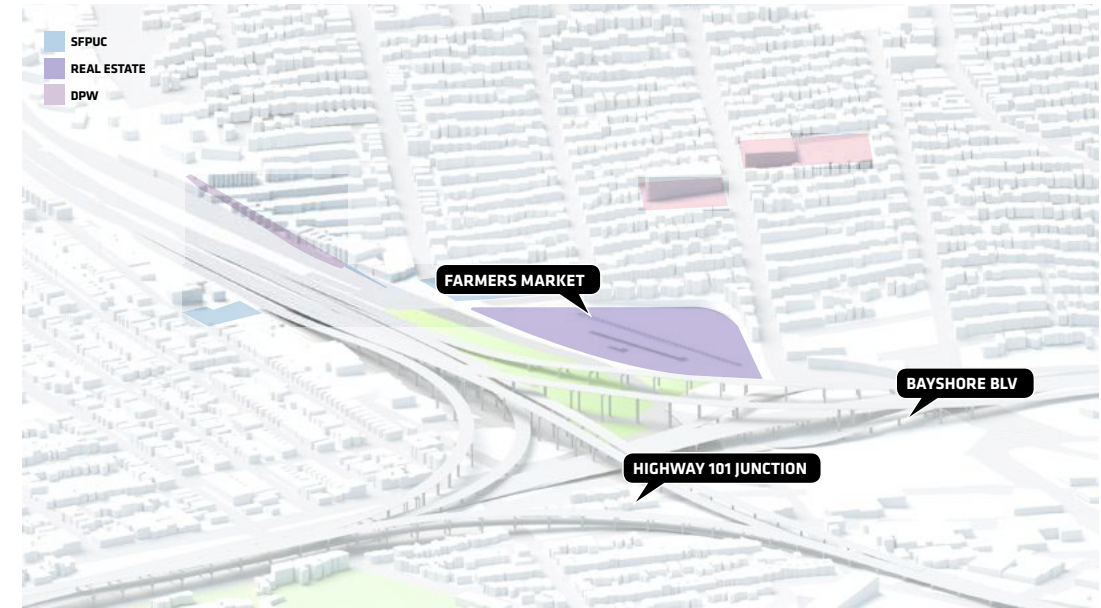 SFPUC
REAL ESTATE
DPW
FARMERS MARKET
BAYSHORE BLV
HIGHWAY 101 JUNCTION